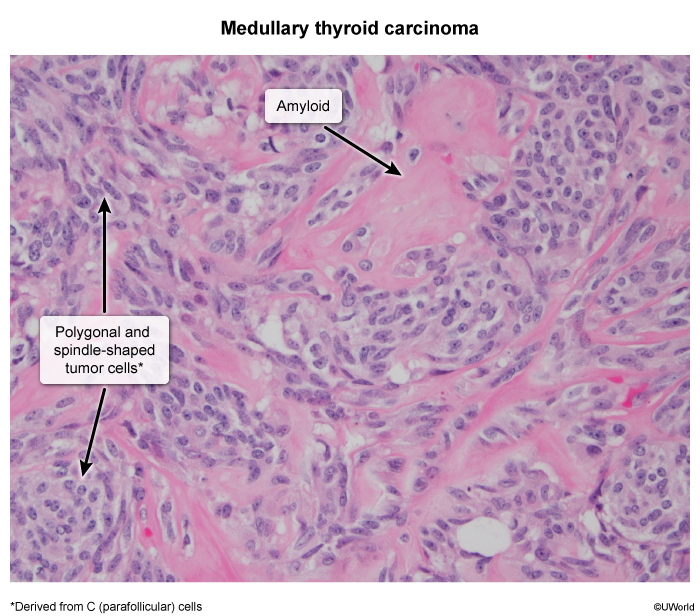 Medullary thyroid carcinoma
Amyloid
Polygonal and
spindle-shaped
tumor cells*
*Derived from C (parafollicular) cells
©UWorld